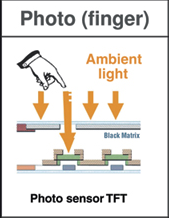 Photo (finger)
Ambient
light
Black Matrix
Photo sensor TFT